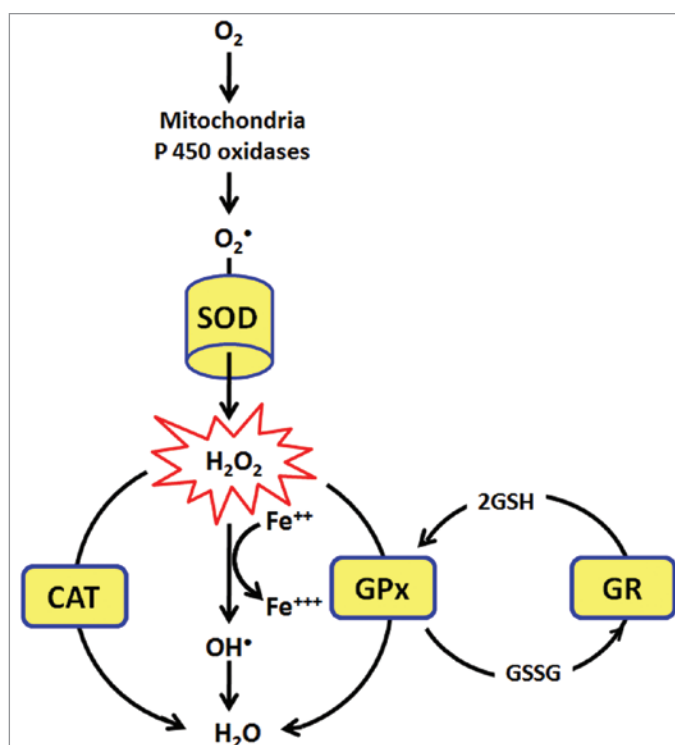 O₂
Mitochondria
P 450 oxidases
O₂•
SOD
H₂O₂
Fe⁺⁺
2GSH
CAT
GPx
GR
Fe⁺⁺⁺
OH•
GSSG
H₂O